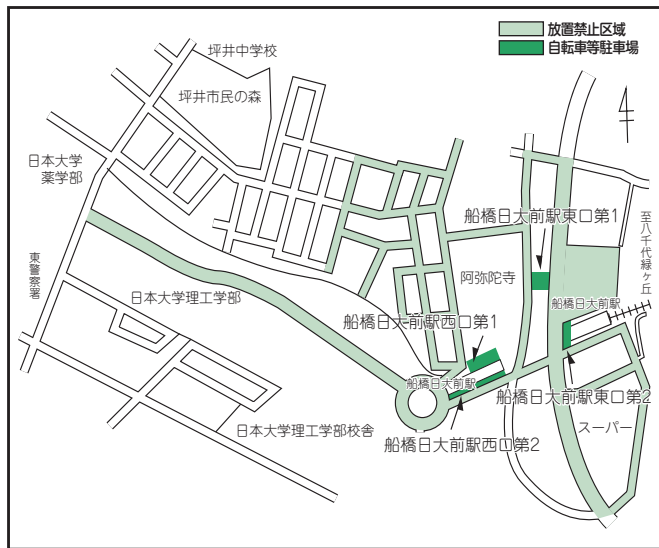 放置禁止区域
自転車等駐車場
坪井中学校
坪井市民の森
日本大学
薬学部
船橋日大前駅東口第1
至八千代緑ヶ丘
東警察署
日本大学理工学部
阿弥陀寺
船橋日大前駅
船橋日大前駅西口第1
船橋日大前駅
船橋日大前駅東口第2
スーパー
日本大学理工学部校舎
船橋日大前駅西口第2